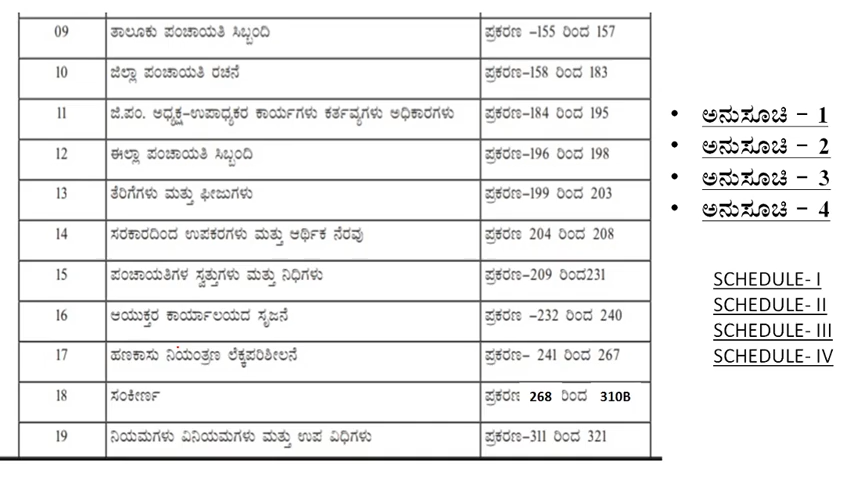 09 ತಾಲೂಕು ಪಂಚಾಯತಿ ಸಿಬ್ಬಂದಿ ಪ್ರಕರಣ –155 ರಿಂದ 157
10 ಜಿಲ್ಲಾ ಪಂಚಾಯತಿ ರಚನೆ ಪ್ರಕರಣ–158 ರಿಂದ 183
11 ಜಿ.ಪಂ. ಅಧ್ಯಕ್ಷ–ಉಪಾಧ್ಯಕರ ಕಾರ್ಯಗಳು ಕರ್ತವ್ಯಗಳು ಅಧಿಕಾರಗಳು ಪ್ರಕರಣ–184 ರಿಂದ 195
12 ಈಲ್ಲಾ ಪಂಚಾಯತಿ ಸಿಬ್ಬಂದಿ ಪ್ರಕರಣ–196 ರಿಂದ 198
13 ತೆರಿಗೆಗಳು ಮತ್ತು ಫೀಜುಗಳು ಪ್ರಕರಣ–199 ರಿಂದ 203
14 ಸರಕಾರದಿಂದ ಉಪಕರಗಳು ಮತ್ತು ಆರ್ಥಿಕ ನೆರವು ಪ್ರಕರಣ 204 ರಿಂದ 208
15 ಪಂಚಾಯತಿಗಳ ಸ್ವತ್ತುಗಳು ಮತ್ತು ನಿಧಿಗಳು ಪ್ರಕರಣ–209 ರಿಂದ231
16 ಆಯುಕ್ತರ ಕಾರ್ಯಾಲಯದ ಸೃಜನೆ ಪ್ರಕರಣ –232 ರಿಂದ 240
17 ಹಣಕಾಸು ನಿಯಂತ್ರಣ ಲೆಕ್ಕಪರಿಶೀಲನೆ ಪ್ರಕರಣ– 241 ರಿಂದ 267
18 ಸಂಕೀರ್ಣ ಪ್ರಕರಣ 268 ರಿಂದ 310B
19 ನಿಯಮಗಳು ವಿನಿಯಮಗಳು ಮತ್ತು ಉಪ ವಿಧಿಗಳು ಪ್ರಕರಣ–311 ರಿಂದ 321
• ಅನುಸೂಚಿ – 1
• ಅನುಸೂಚಿ – 2
• ಅನುಸೂಚಿ – 3
• ಅನುಸೂಚಿ – 4
SCHEDULE- I
SCHEDULE- II
SCHEDULE- III
SCHEDULE- IV